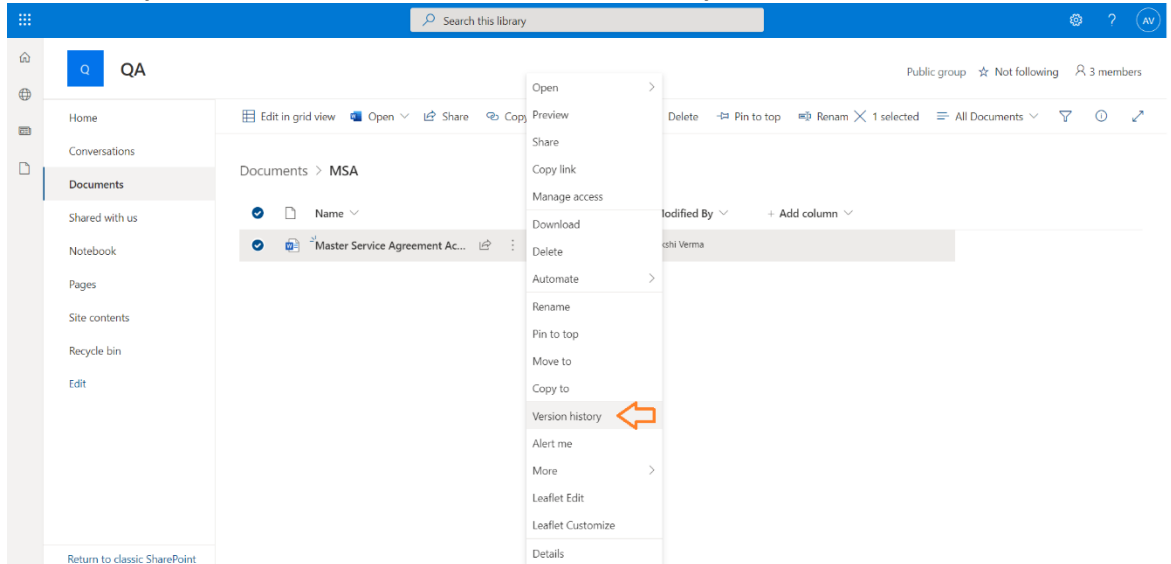 Search this library
?
AV
Q
QA
Public group
Not following
3 members
Home
Conversations
Documents
Shared with us
Notebook
Pages
Site contents
Recycle bin
Edit
Return to classic SharePoint
Edit in grid view
Open
Share
Copy
Delete
Pin to top
Renam
1 selected
All Documents
Documents > MSA
Name
odified By
+ Add column
Master Service Agreement Ac...
kshi Verma
Open
Preview
Share
Copy link
Manage access
Download
Delete
Automate
Rename
Pin to top
Move to
Copy to
Version history
Alert me
More
Leaflet Edit
Leaflet Customize
Details